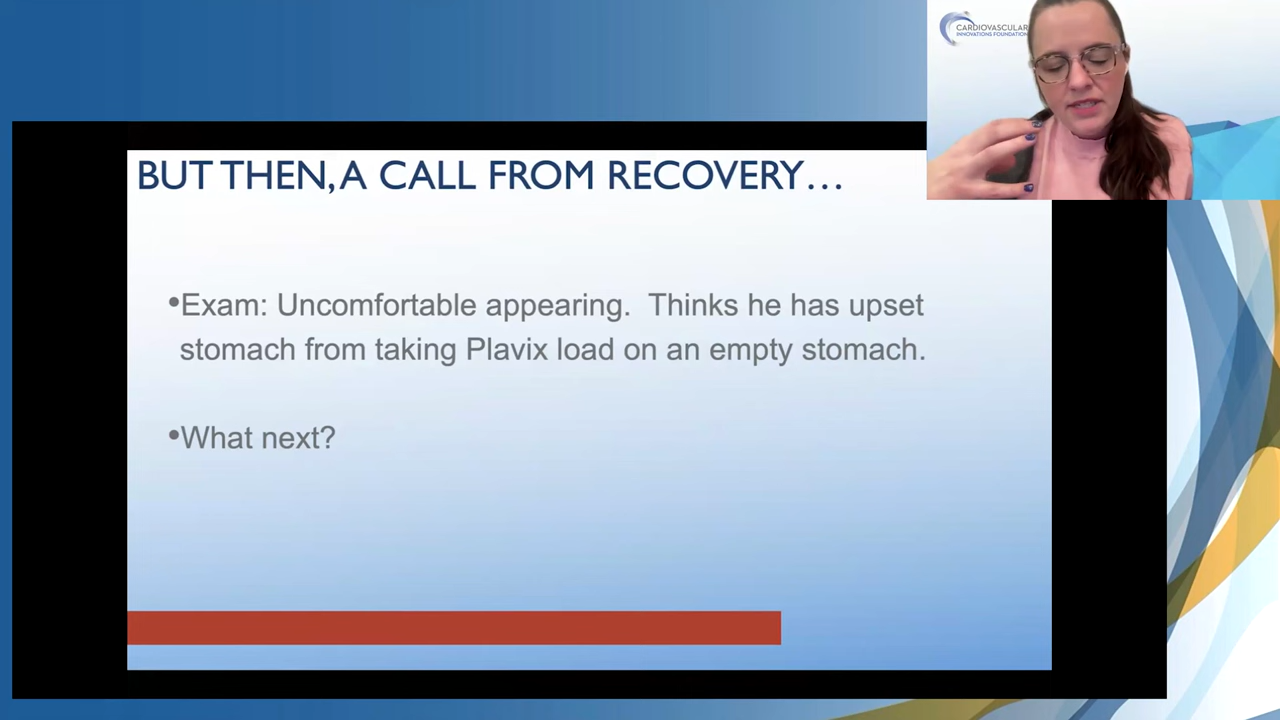 CARDIOVASCULAR
INNOVATIONS FOUNDATION
BUT THEN, A CALL FROM RECOVERY...
•Exam: Uncomfortable appearing.  Thinks he has upset
stomach from taking Plavix load on an empty stomach.
•What next?